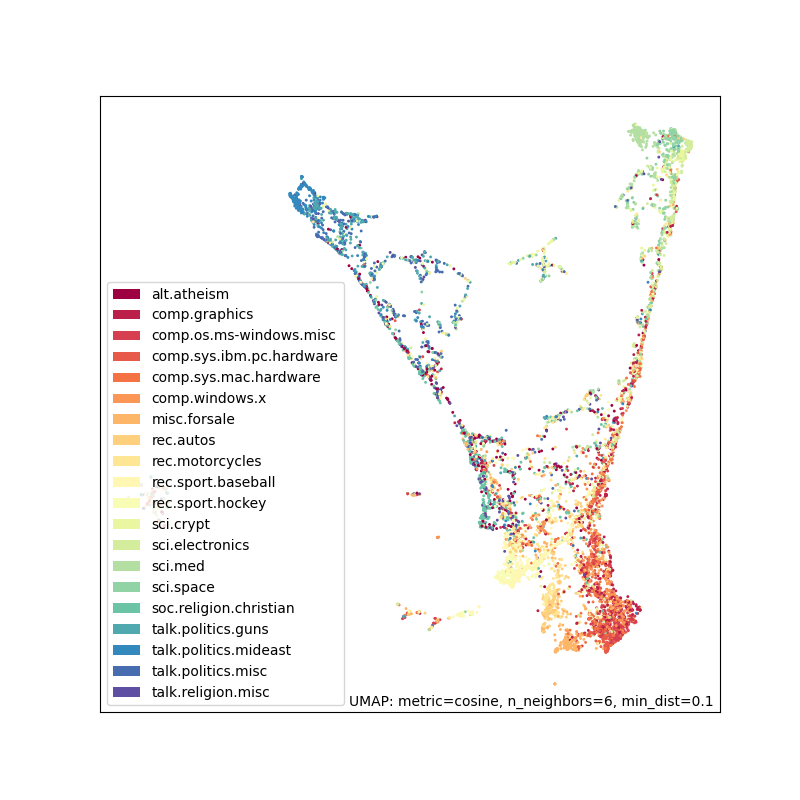 alt.atheism
comp.graphics
comp.os.ms-windows.misc
comp.sys.ibm.pc.hardware
comp.sys.mac.hardware
comp.windows.x
misc.forsale
rec.autos
rec.motorcycles
rec.sport.baseball
rec.sport.hockey
sci.crypt
sci.electronics
sci.med
sci.space
soc.religion.christian
talk.politics.guns
talk.politics.mideast
talk.politics.misc
talk.religion.misc
UMAP: metric=cosine, n_neighbors=6, min_dist=0.1